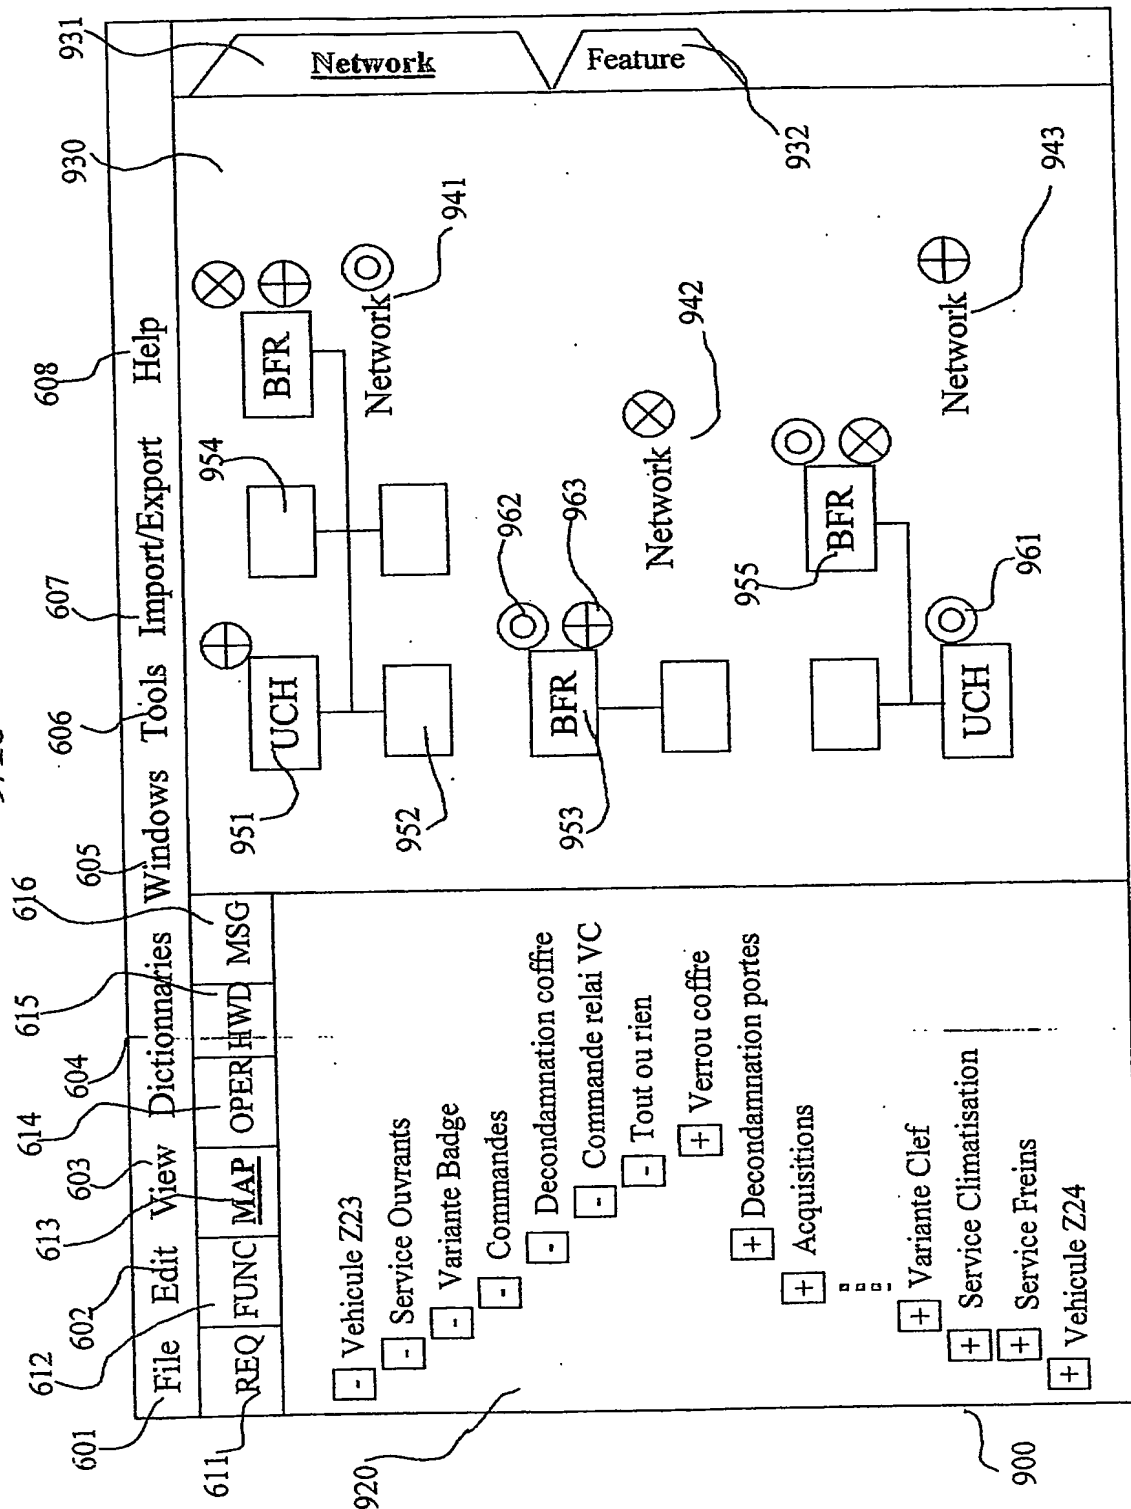 608
607
606
605
616
615
604
614
603
613
602
612
601
611
File Edit View Dictionnaries Windows Tools Import/Export Help
REQ FUNC MAP OPER HWD MSG
- Vehicule Z23
- Service Ouvrants
- Variante Badge
- Commandes
- Decondamnation coffre
- Commande relai VC
- Tout ou rien
+ Verrou coffre
+ Decondamnation portes
+ Acquisitions
+ Variante Clef
+ Service Climatisation
+ Service Freins
+ Vehicule Z24
920
900
930
931
Network
Feature
932
951
UCH
954
BFR
952
Network
941
962
963
BFR
953
Network
942
955
BFR
UCH
961
Network
943